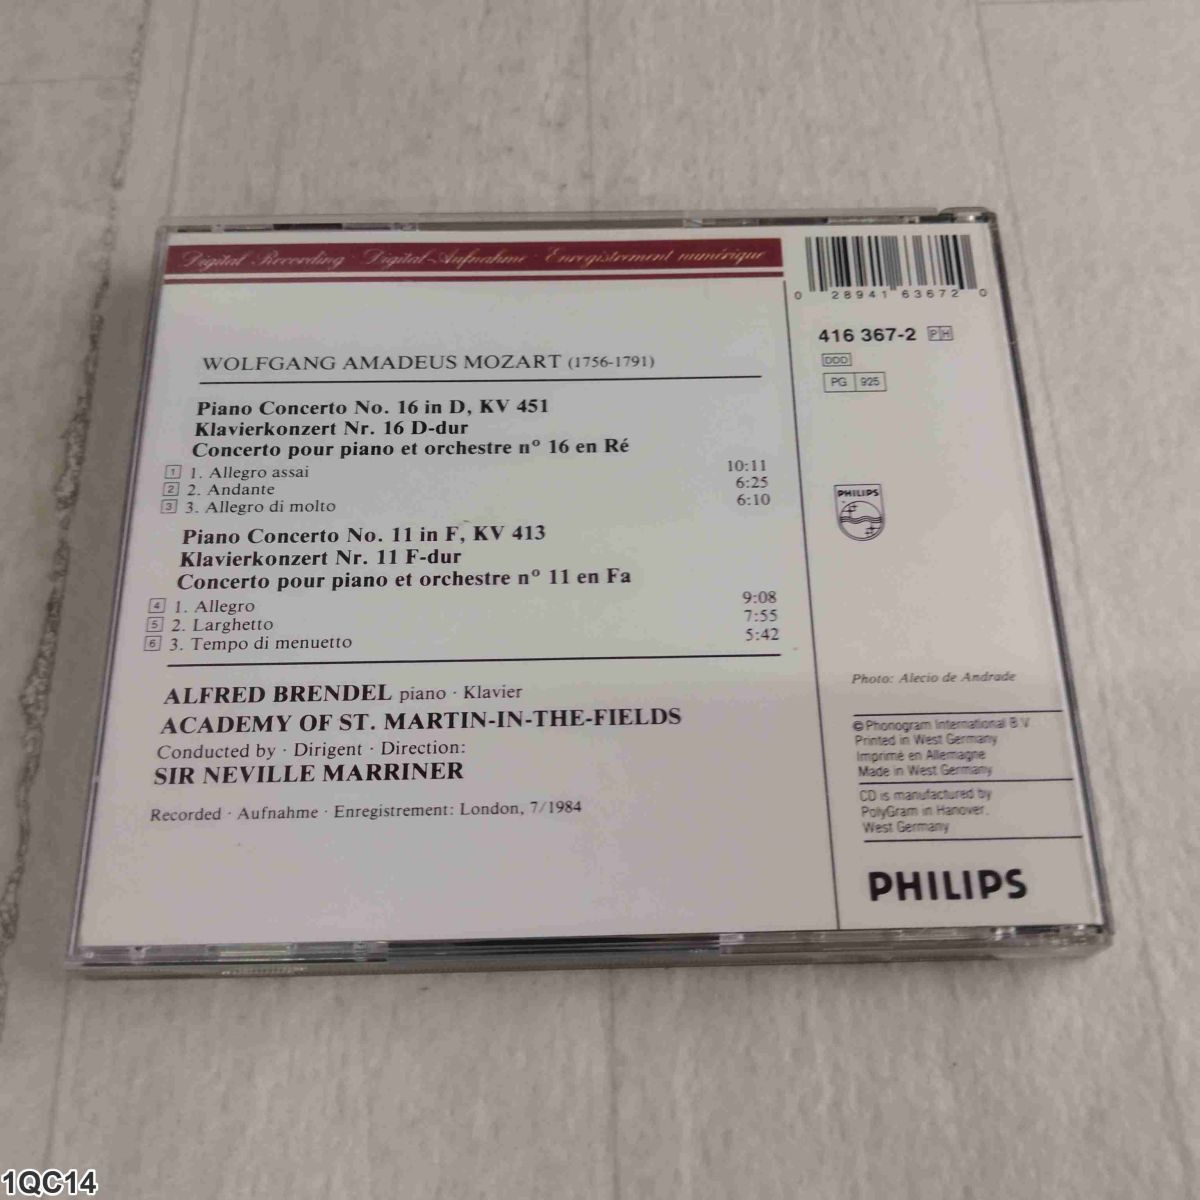 Digital Recording · Digital-Aufnahme · Enregistrement numérique
WOLFGANG AMADEUS MOZART (1756-1791)
Piano Concerto No. 16 in D, KV 451
Klavierkonzert Nr. 16 D-dur
Concerto pour piano et orchestre nº 16 en Ré
1 1. Allegro assai 10:11
2 2. Andante 6:25
3 3. Allegro di molto 6:10
Piano Concerto No. 11 in F, KV 413
Klavierkonzert Nr. 11 F-dur
Concerto pour piano et orchestre nº 11 en Fa
4 1. Allegro 9:08
5 2. Larghetto 7:55
6 3. Tempo di menuetto 5:42
ALFRED BRENDEL piano · Klavier
ACADEMY OF ST. MARTIN-IN-THE-FIELDS
Conducted by · Dirigent · Direction:
SIR NEVILLE MARRINER
Recorded · Aufnahme · Enregistrement: London, 7/1984
0 28941 63672 0
416 367-2 PH
DDD
PG 925
PHILIPS
Photo: Alecio de Andrade
℗ Phonogram International B.V.
Printed in West Germany
Imprimé en Allemagne
Made in West Germany
CD is manufactured by
PolyGram in Hanover,
West Germany
PHILIPS
1QC14